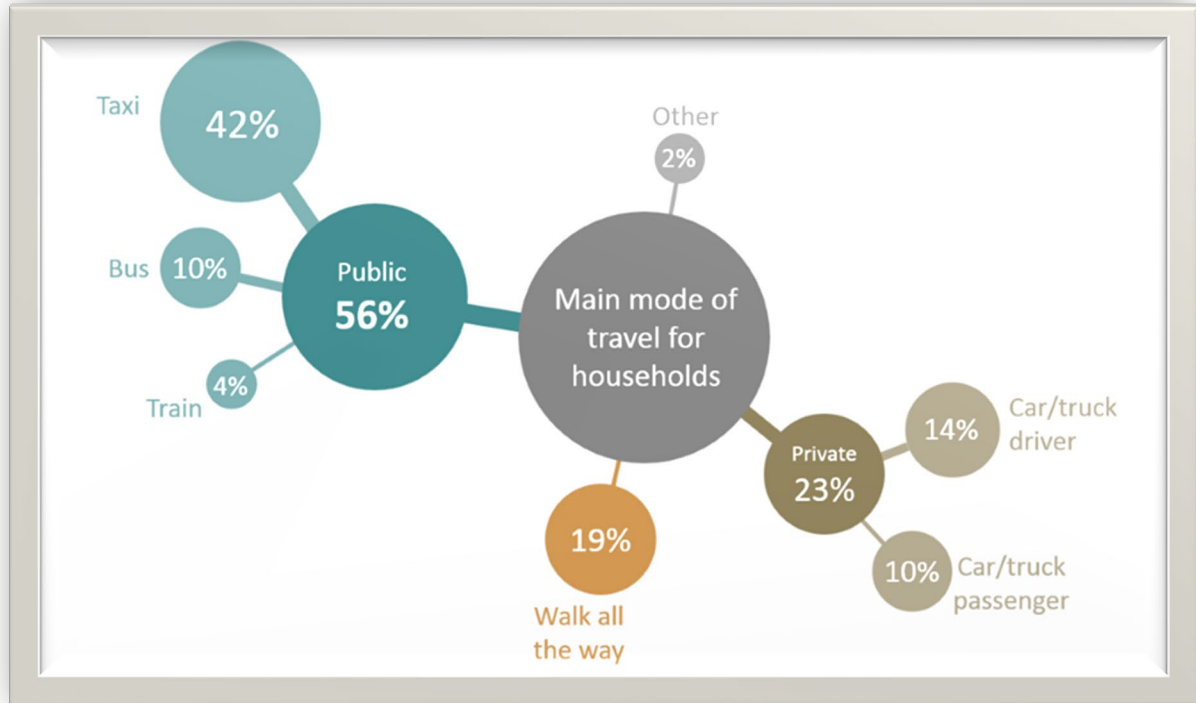 Taxi
42%
Other
2%
Bus
10%
Public
56%
Main mode of
travel for
households
4%
Train
Private
23%
14%
Car/truck
driver
10%
Car/truck
passenger
19%
Walk all
the way